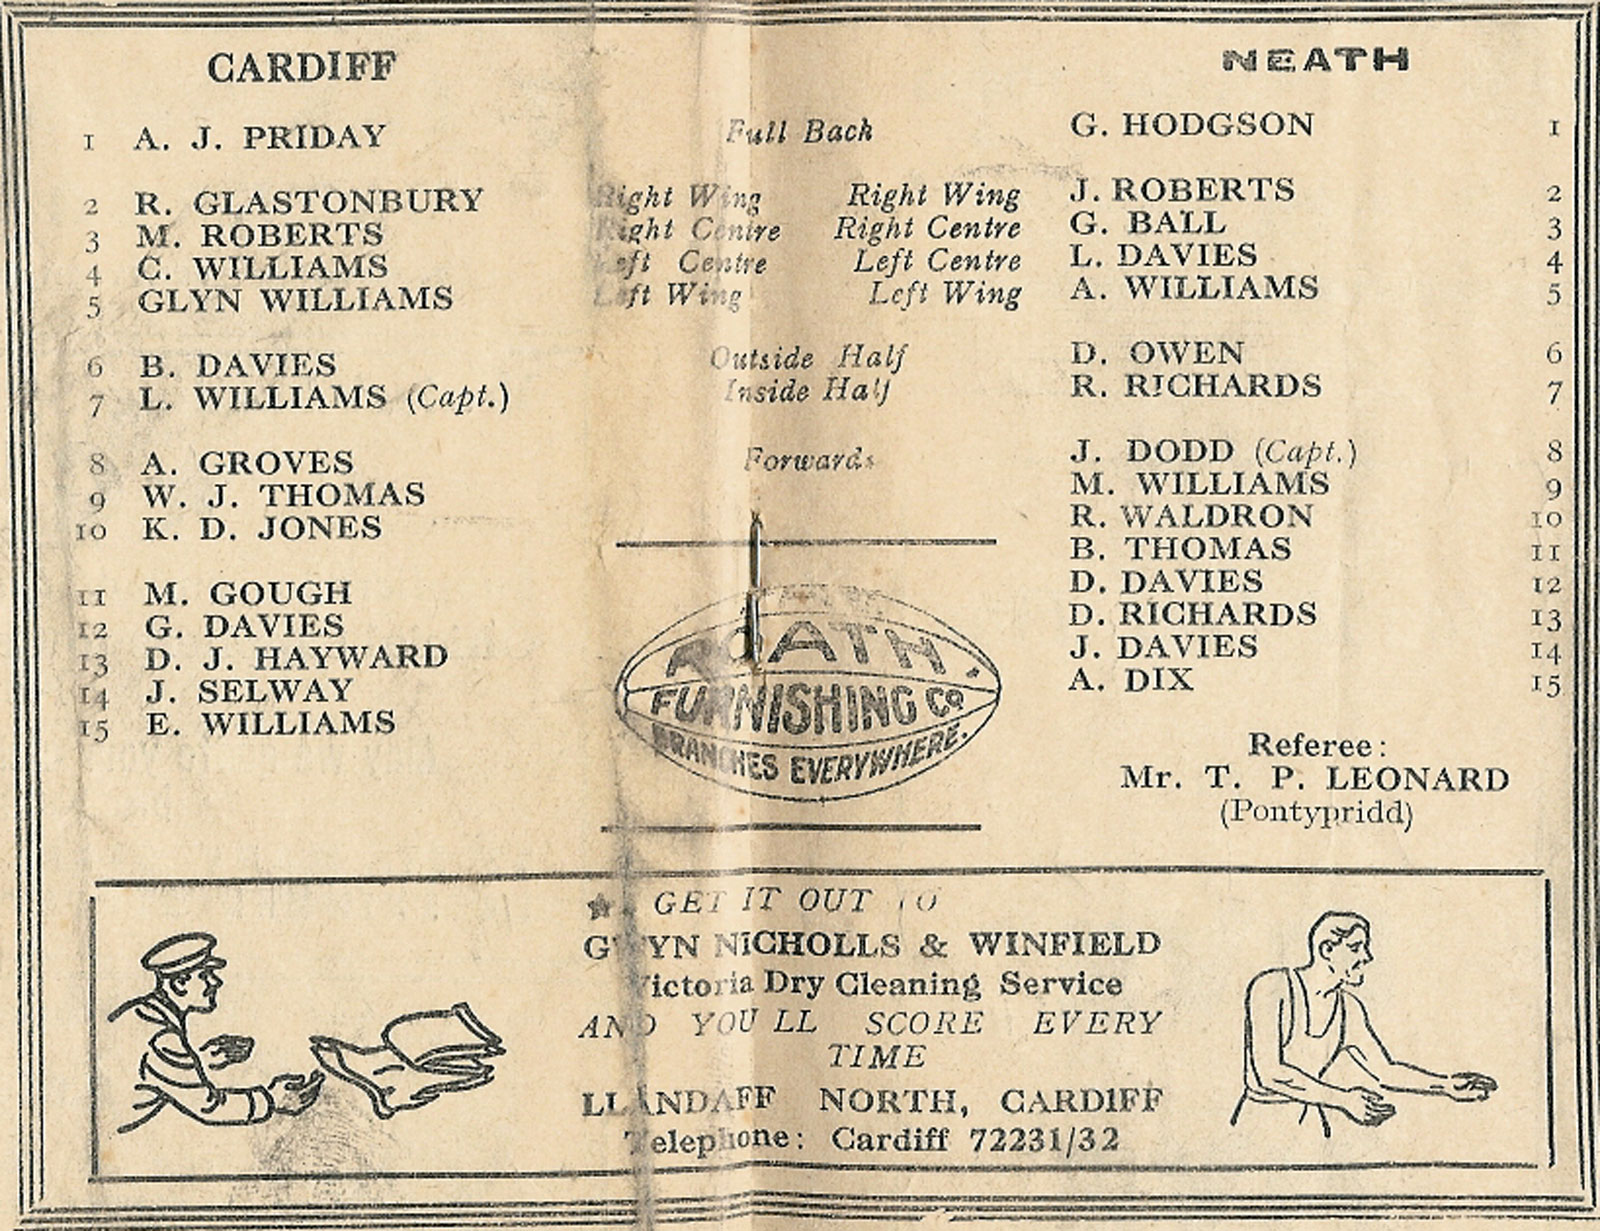 CARDIFF
1 A. J. PRIDAY
2 R. GLASTONBURY
3 M. ROBERTS
4 C. WILLIAMS
5 GLYN WILLIAMS
6 B. DAVIES
7 L. WILLIAMS (Capt.)
8 A. GROVES
9 W. J. THOMAS
10 K. D. JONES
11 M. GOUGH
12 G. DAVIES
13 D. J. HAYWARD
14 J. SELWAY
15 E. WILLIAMS
Full Back
Right Wing Right Wing
Right Centre Right Centre
Left Centre Left Centre
Left Wing Left Wing
Outside Half
Inside Half
Forwards
ROATH
FURNISHING CO.
BRANCHES EVERYWHERE.
NEATH
G. HODGSON 1
J. ROBERTS 2
G. BALL 3
L. DAVIES 4
A. WILLIAMS 5
D. OWEN 6
R. RICHARDS 7
J. DODD (Capt.) 8
M. WILLIAMS 9
R. WALDRON 10
B. THOMAS 11
D. DAVIES 12
D. RICHARDS 13
J. DAVIES 14
A. DIX 15
Referee:
Mr. T. P. LEONARD
(Pontypridd)
GET IT OUT TO
GWYN NICHOLLS & WINFIELD
Victoria Dry Cleaning Service
AND YOU LL SCORE EVERY
TIME
LLANDAFF NORTH, CARDIFF
Telephone: Cardiff 72231/32